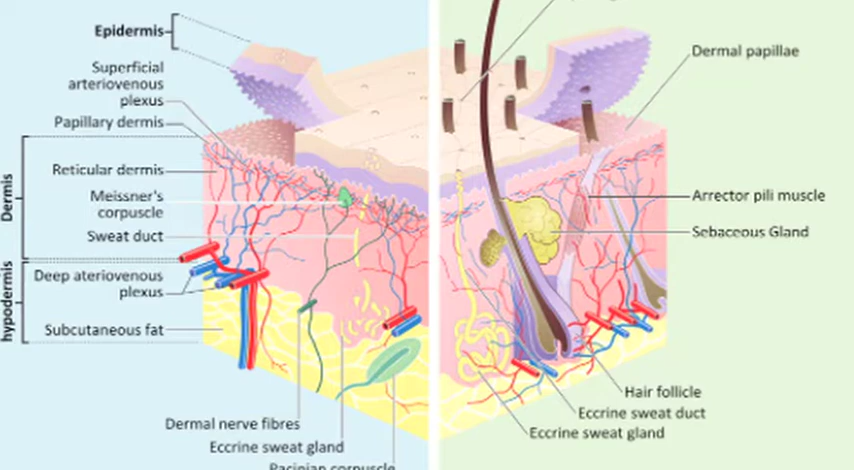 Epidermis
Superficial
arteriovenous
plexus
Papillary dermis
Dermis
Reticular dermis
Meissner's
corpuscle
Sweat duct
hypodermis
Deep ateriovenous
plexus
Subcutaneous fat
Dermal nerve fibres
Eccrine sweat gland
Pacinian corpuscle
Dermal papillae
Arrector pili muscle
Sebaceous Gland
Hair follicle
Eccrine sweat duct
Eccrine sweat gland